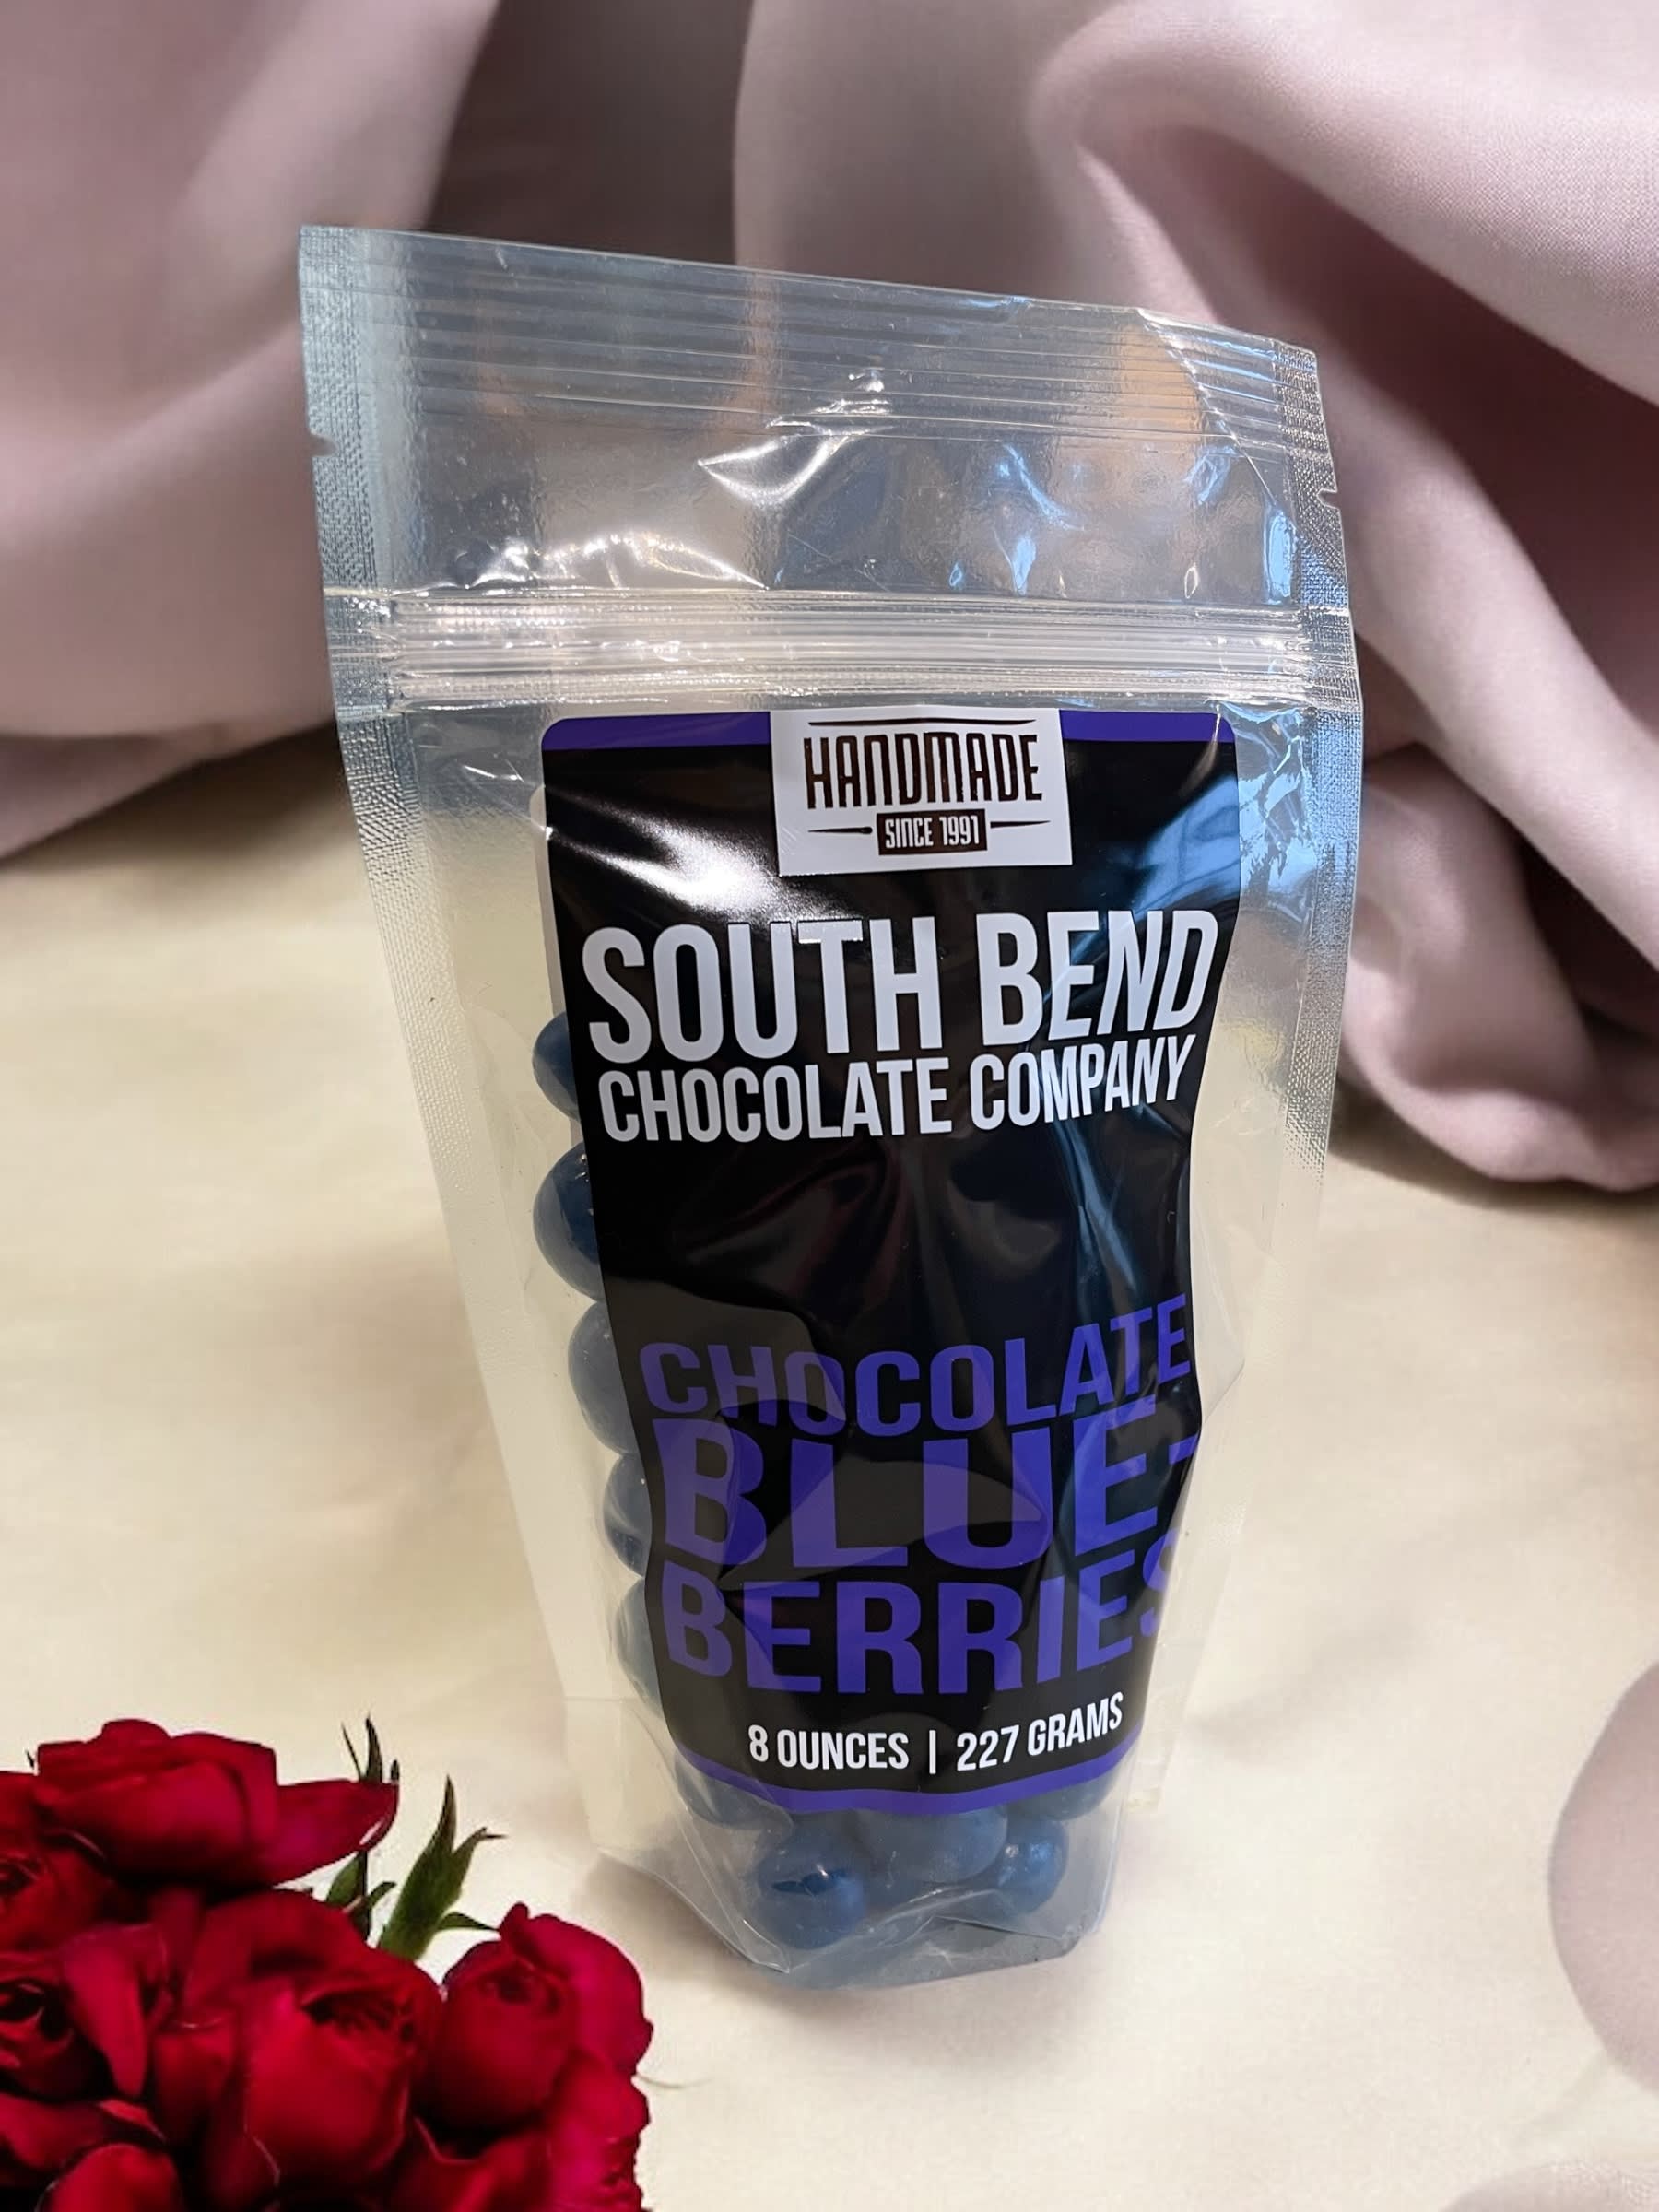 HANDMADE
SINCE 1991
SOUTH BEND
CHOCOLATE COMPANY
CHOCOLATE
BLUE-
BERRIES
8 OUNCES | 227 GRAMS